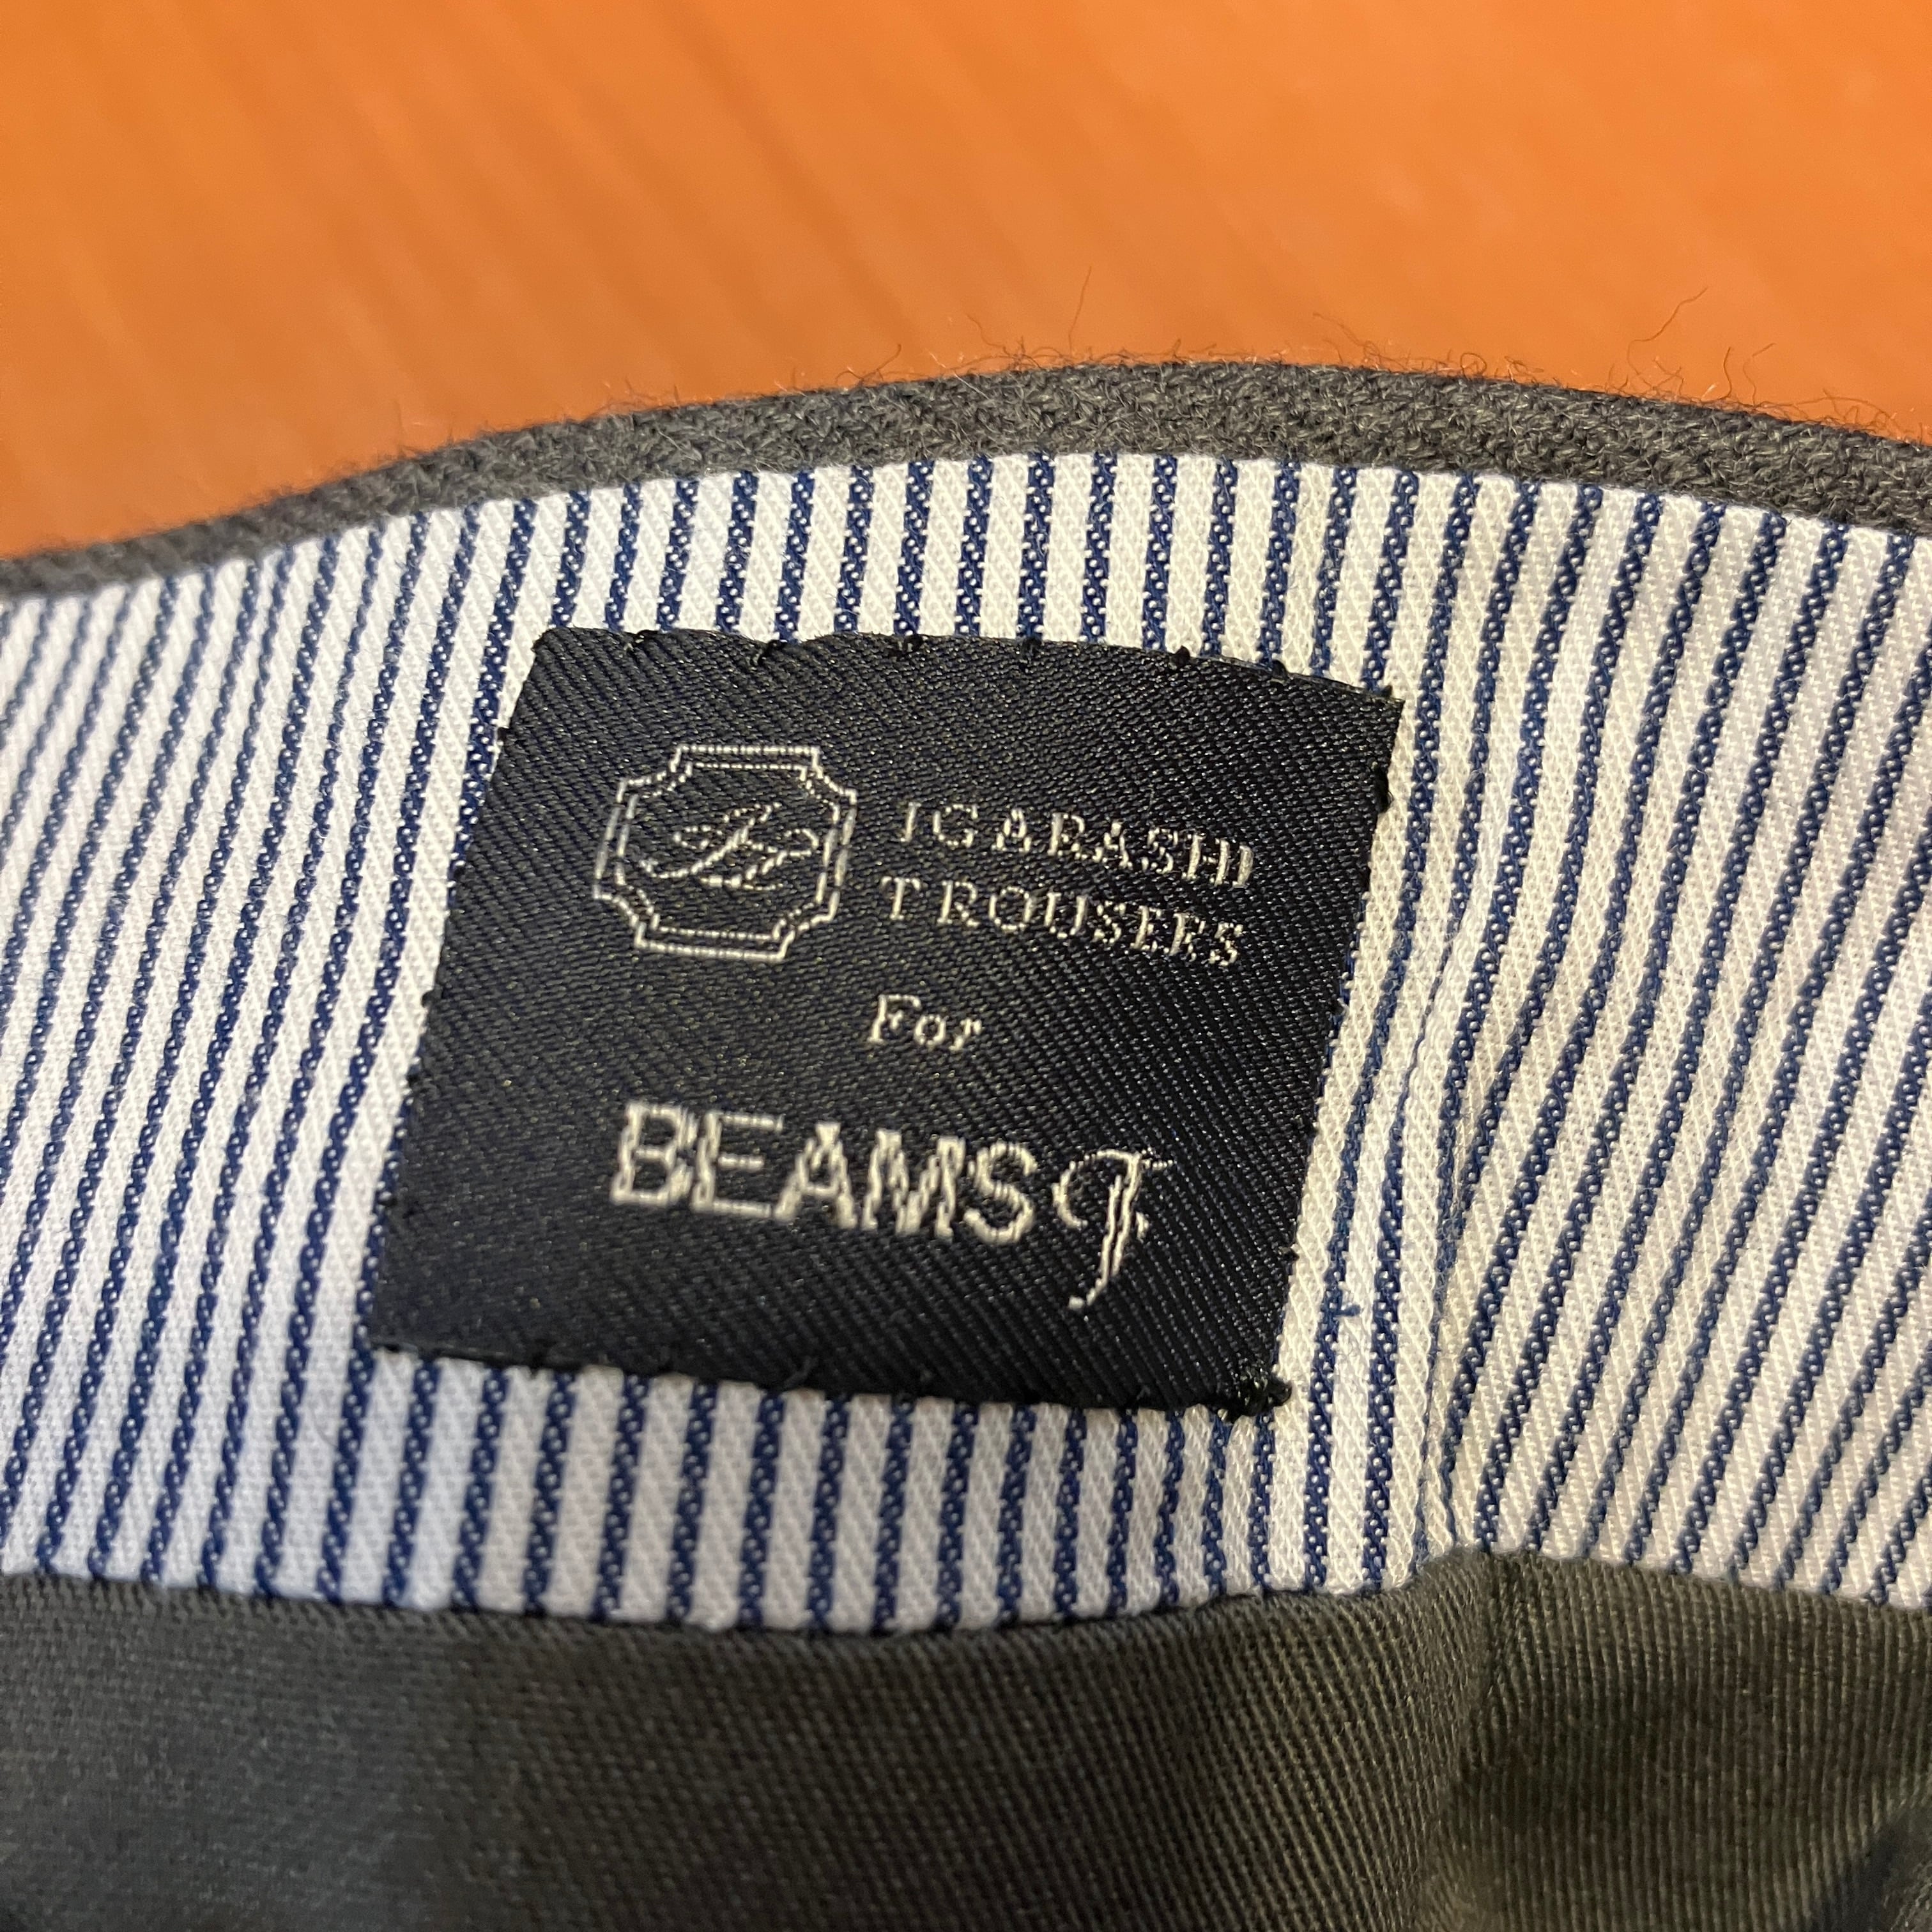 IGARASHI
TROUSERS
For
BEAMS F